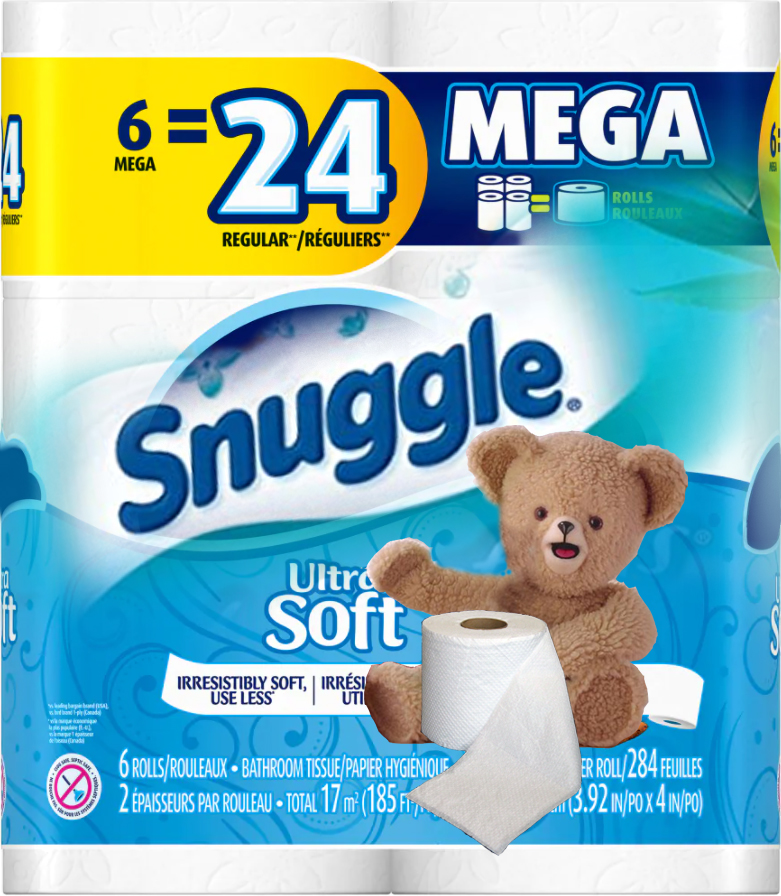 6 = 24
MEGA
REGULAR**/RÉGULIERS**
MEGA
=
ROLLS
ROULEAUX
Snuggle®
Ultra
Soft
IRRESISTIBLY SOFT,
USE LESS*
6 ROLLS/ROULEAUX • BATHROOM TISSUE/PAPIER HYGIÉNIQUE
ROLL/284 FEUILLES
2 ÉPAISSEURS PAR ROULEAU • TOTAL 17 m² (185
(3.92 IN/PO X 4 IN/PO)